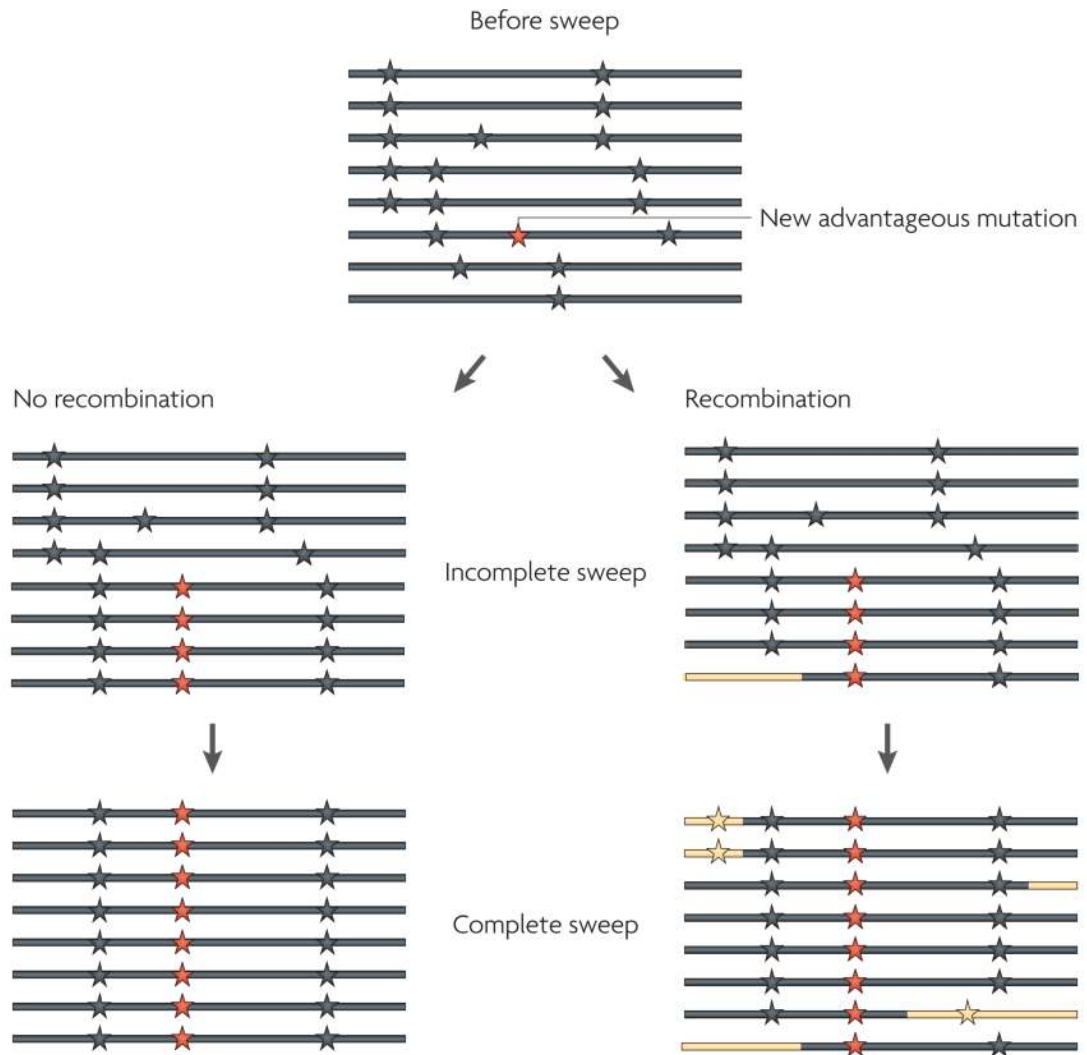 Before sweep
New advantageous mutation
No recombination
Recombination
Incomplete sweep
Complete sweep